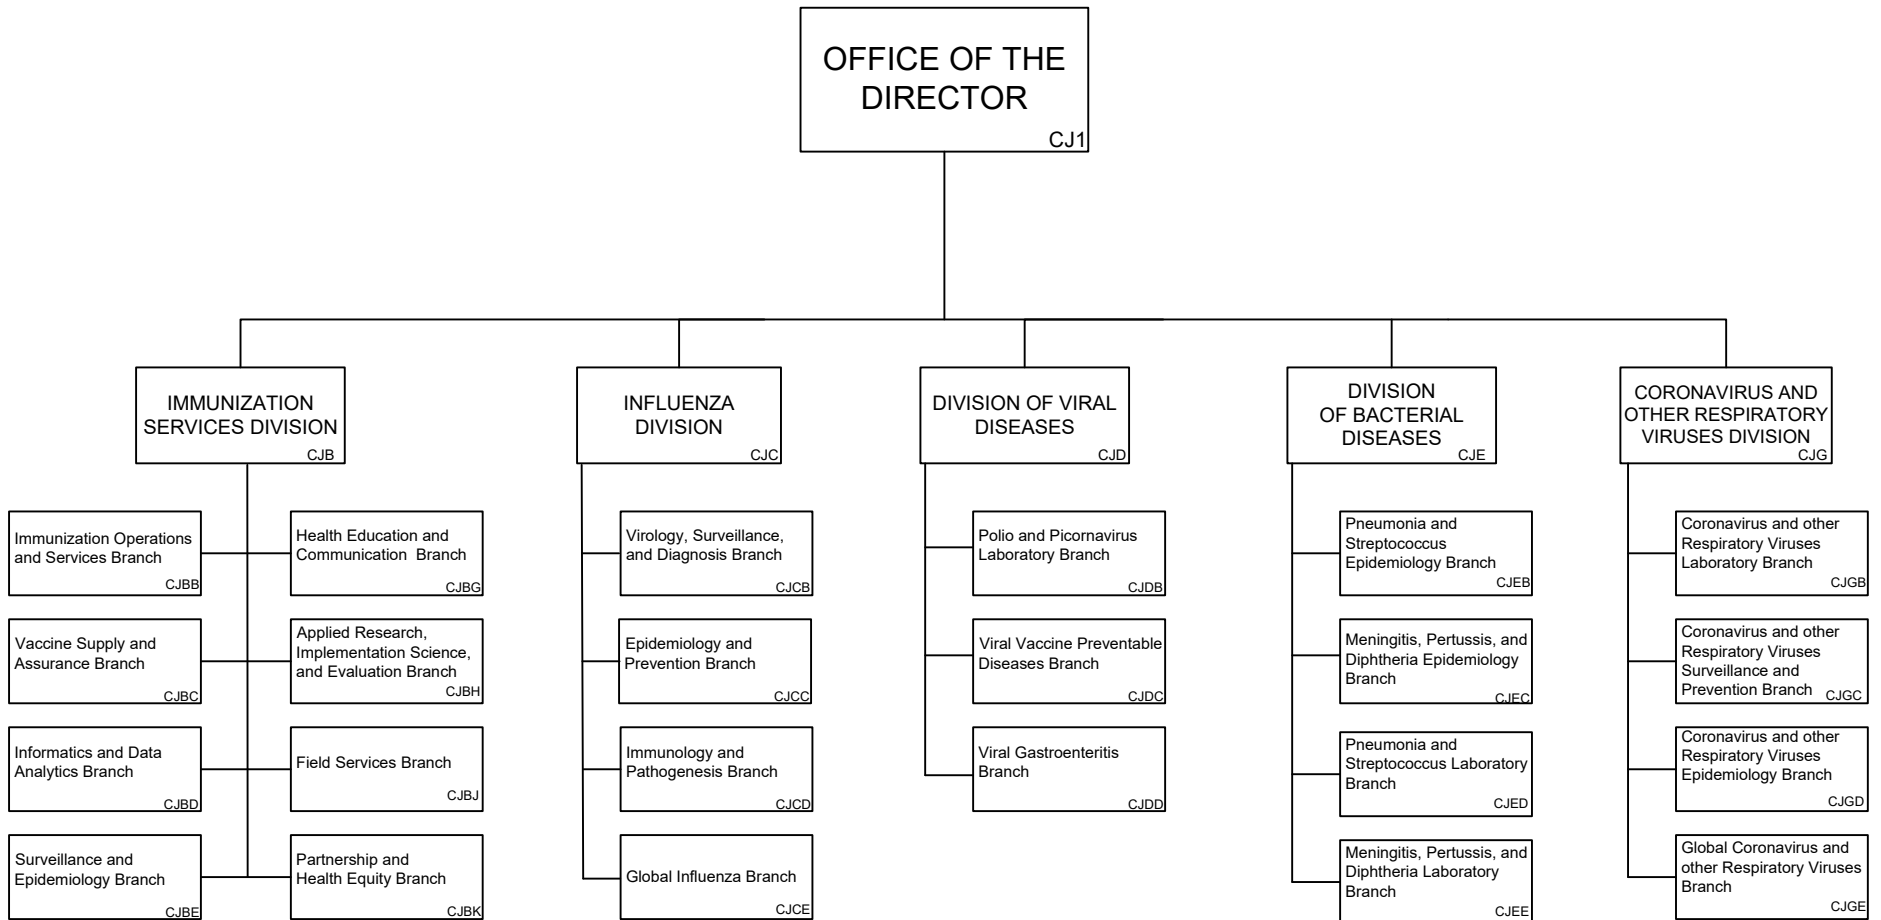 OFFICE OF THE
DIRECTOR
CJ1
IMMUNIZATION
SERVICES DIVISION
CJB
INFLUENZA
DIVISION
CJC
DIVISION OF VIRAL
DISEASES
CJD
DIVISION
OF BACTERIAL
DISEASES
CJE
CORONAVIRUS AND
OTHER RESPIRATORY
VIRUSES DIVISION
CJG
Immunization Operations
and Services Branch
CJBB
Health Education and
Communication Branch
CJBG
Vaccine Supply and
Assurance Branch
CJBC
Applied Research,
Implementation Science,
and Evaluation Branch
CJBH
Informatics and Data
Analytics Branch
CJBD
Field Services Branch
CJBJ
Surveillance and
Epidemiology Branch
CJBE
Partnership and
Health Equity Branch
CJBK
Virology, Surveillance,
and Diagnosis Branch
CJCB
Epidemiology and
Prevention Branch
CJCC
Immunology and
Pathogenesis Branch
CJCD
Global Influenza Branch
CJCE
Polio and Picornavirus
Laboratory Branch
CJDB
Viral Vaccine Preventable
Diseases Branch
CJDC
Viral Gastroenteritis
Branch
CJDD
Pneumonia and
Streptococcus
Epidemiology Branch
CJEB
Meningitis, Pertussis, and
Diphtheria Epidemiology
Branch
CJEC
Pneumonia and
Streptococcus Laboratory
Branch
CJED
Meningitis, Pertussis, and
Diphtheria Laboratory
Branch
CJEE
Coronavirus and other
Respiratory Viruses
Laboratory Branch
CJGB
Coronavirus and other
Respiratory Viruses
Surveillance and
Prevention Branch CJGC
Coronavirus and other
Respiratory Viruses
Epidemiology Branch
CJGD
Global Coronavirus and
other Respiratory Viruses
Branch
CJGE